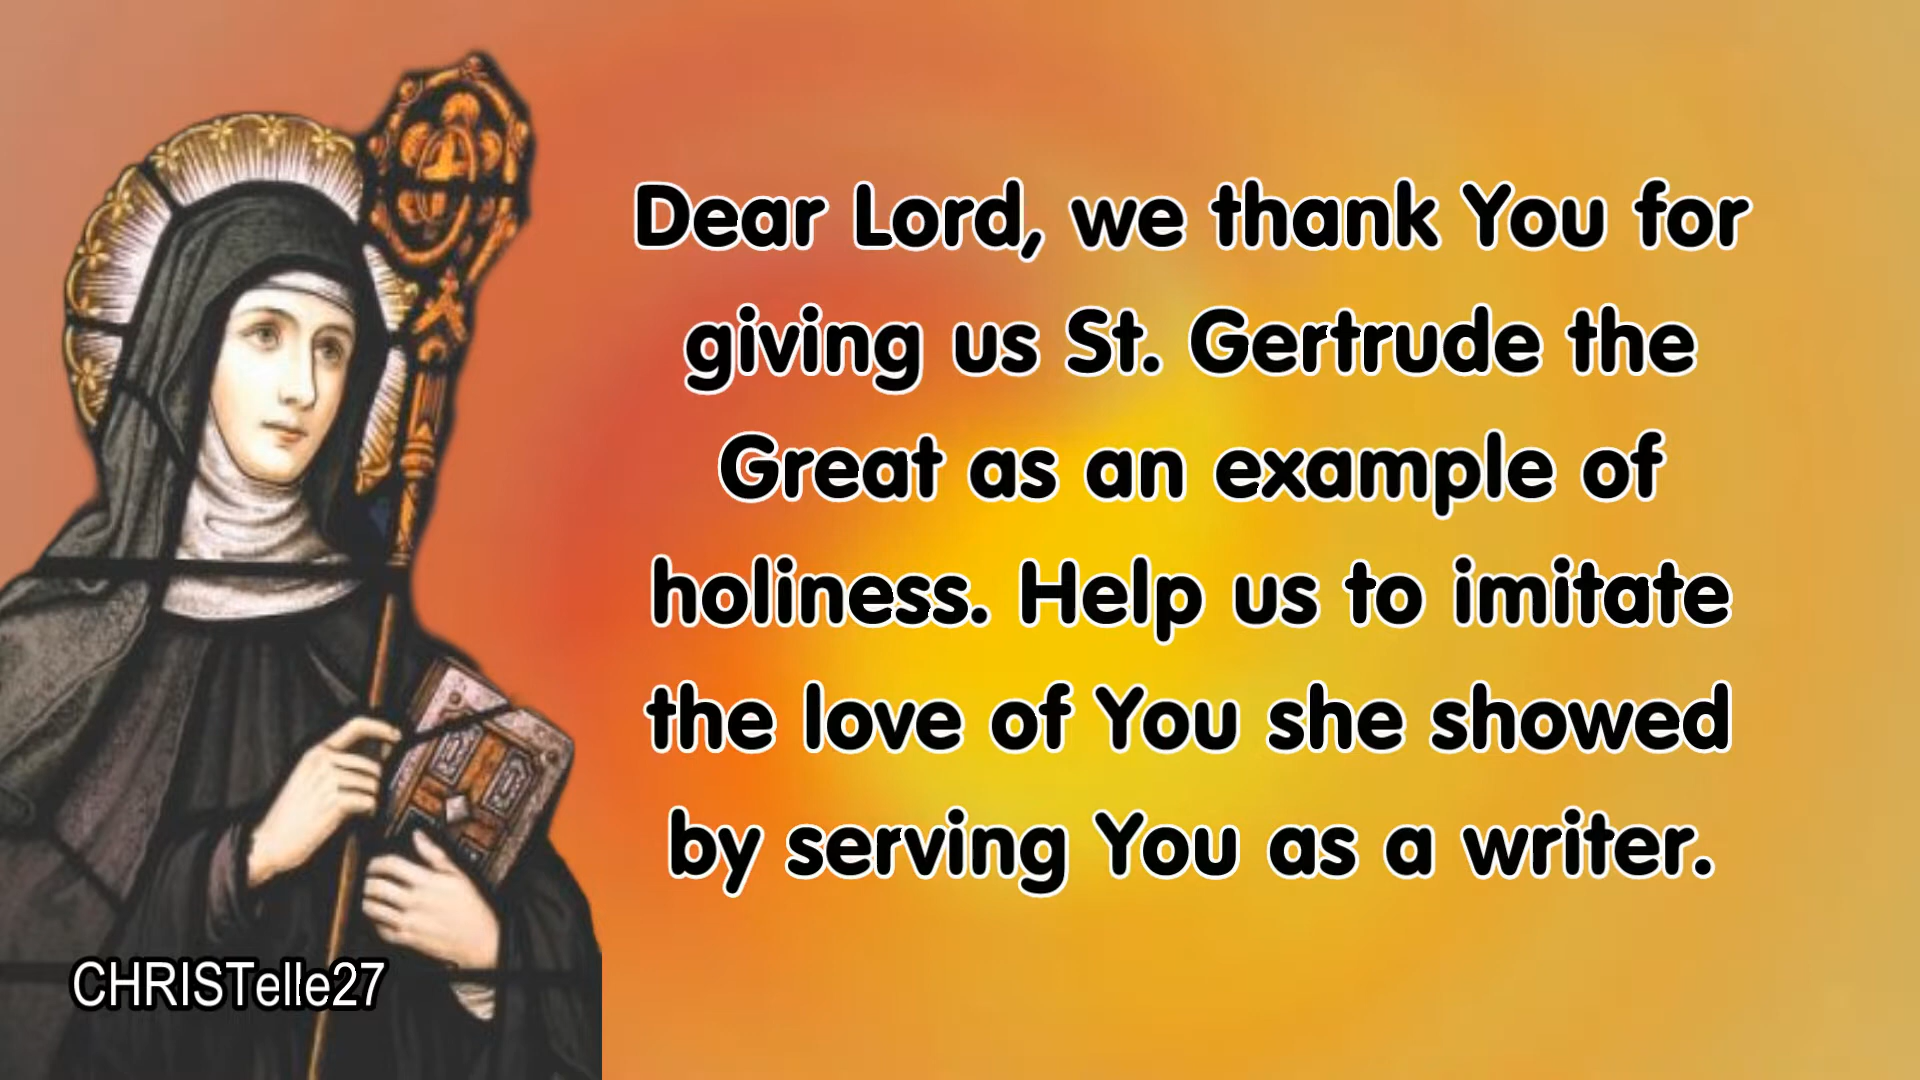 Dear Lord, we thank You for
giving us St. Gertrude the
Great as an example of
holiness. Help us to imitate
the love of You she showed
by serving You as a writer.
CHRISTelle27